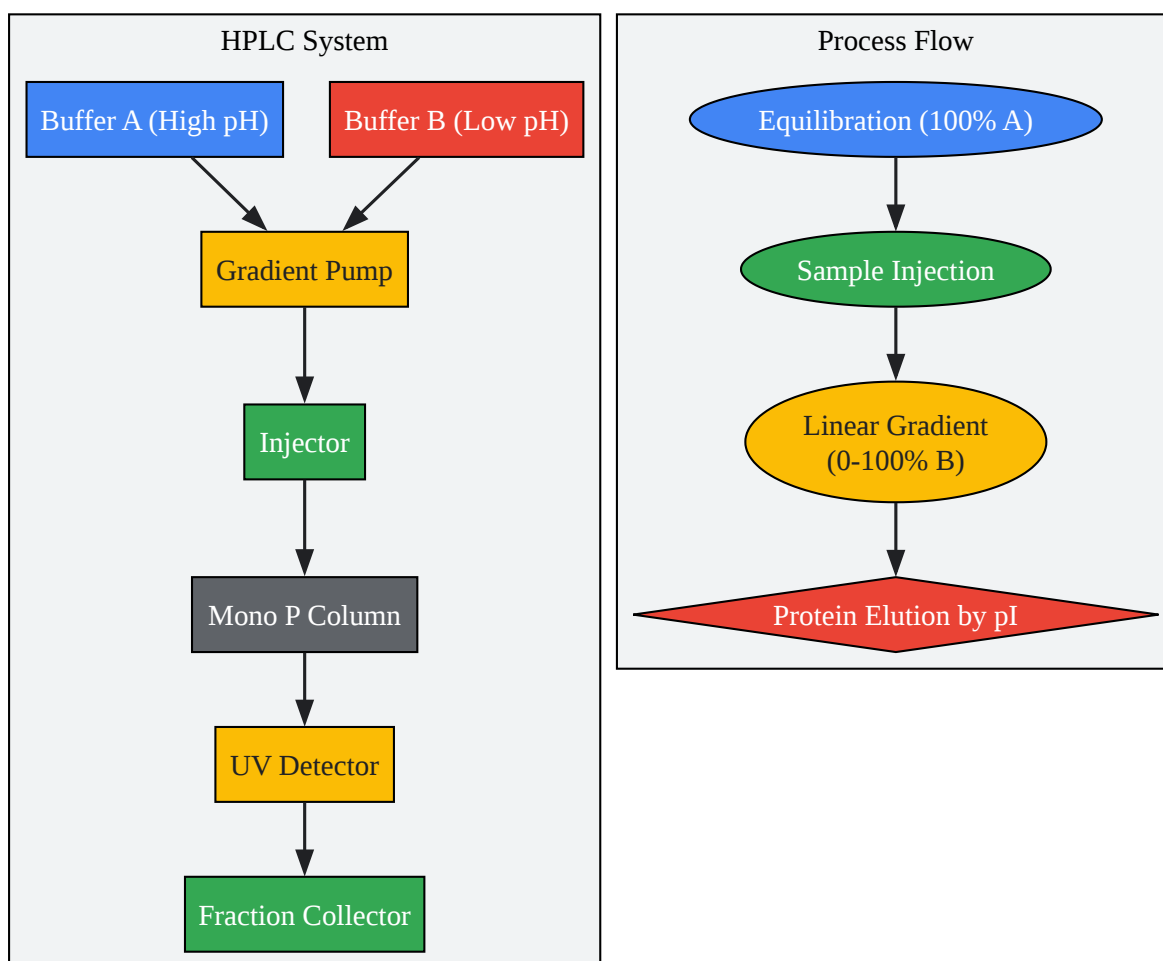 HPLC System
Buffer A (High pH)
Buffer B (Low pH)
Gradient Pump
Injector
Mono P Column
UV Detector
Fraction Collector
Process Flow
Equilibration (100% A)
Sample Injection
Linear Gradient
(0-100% B)
Protein Elution by pI